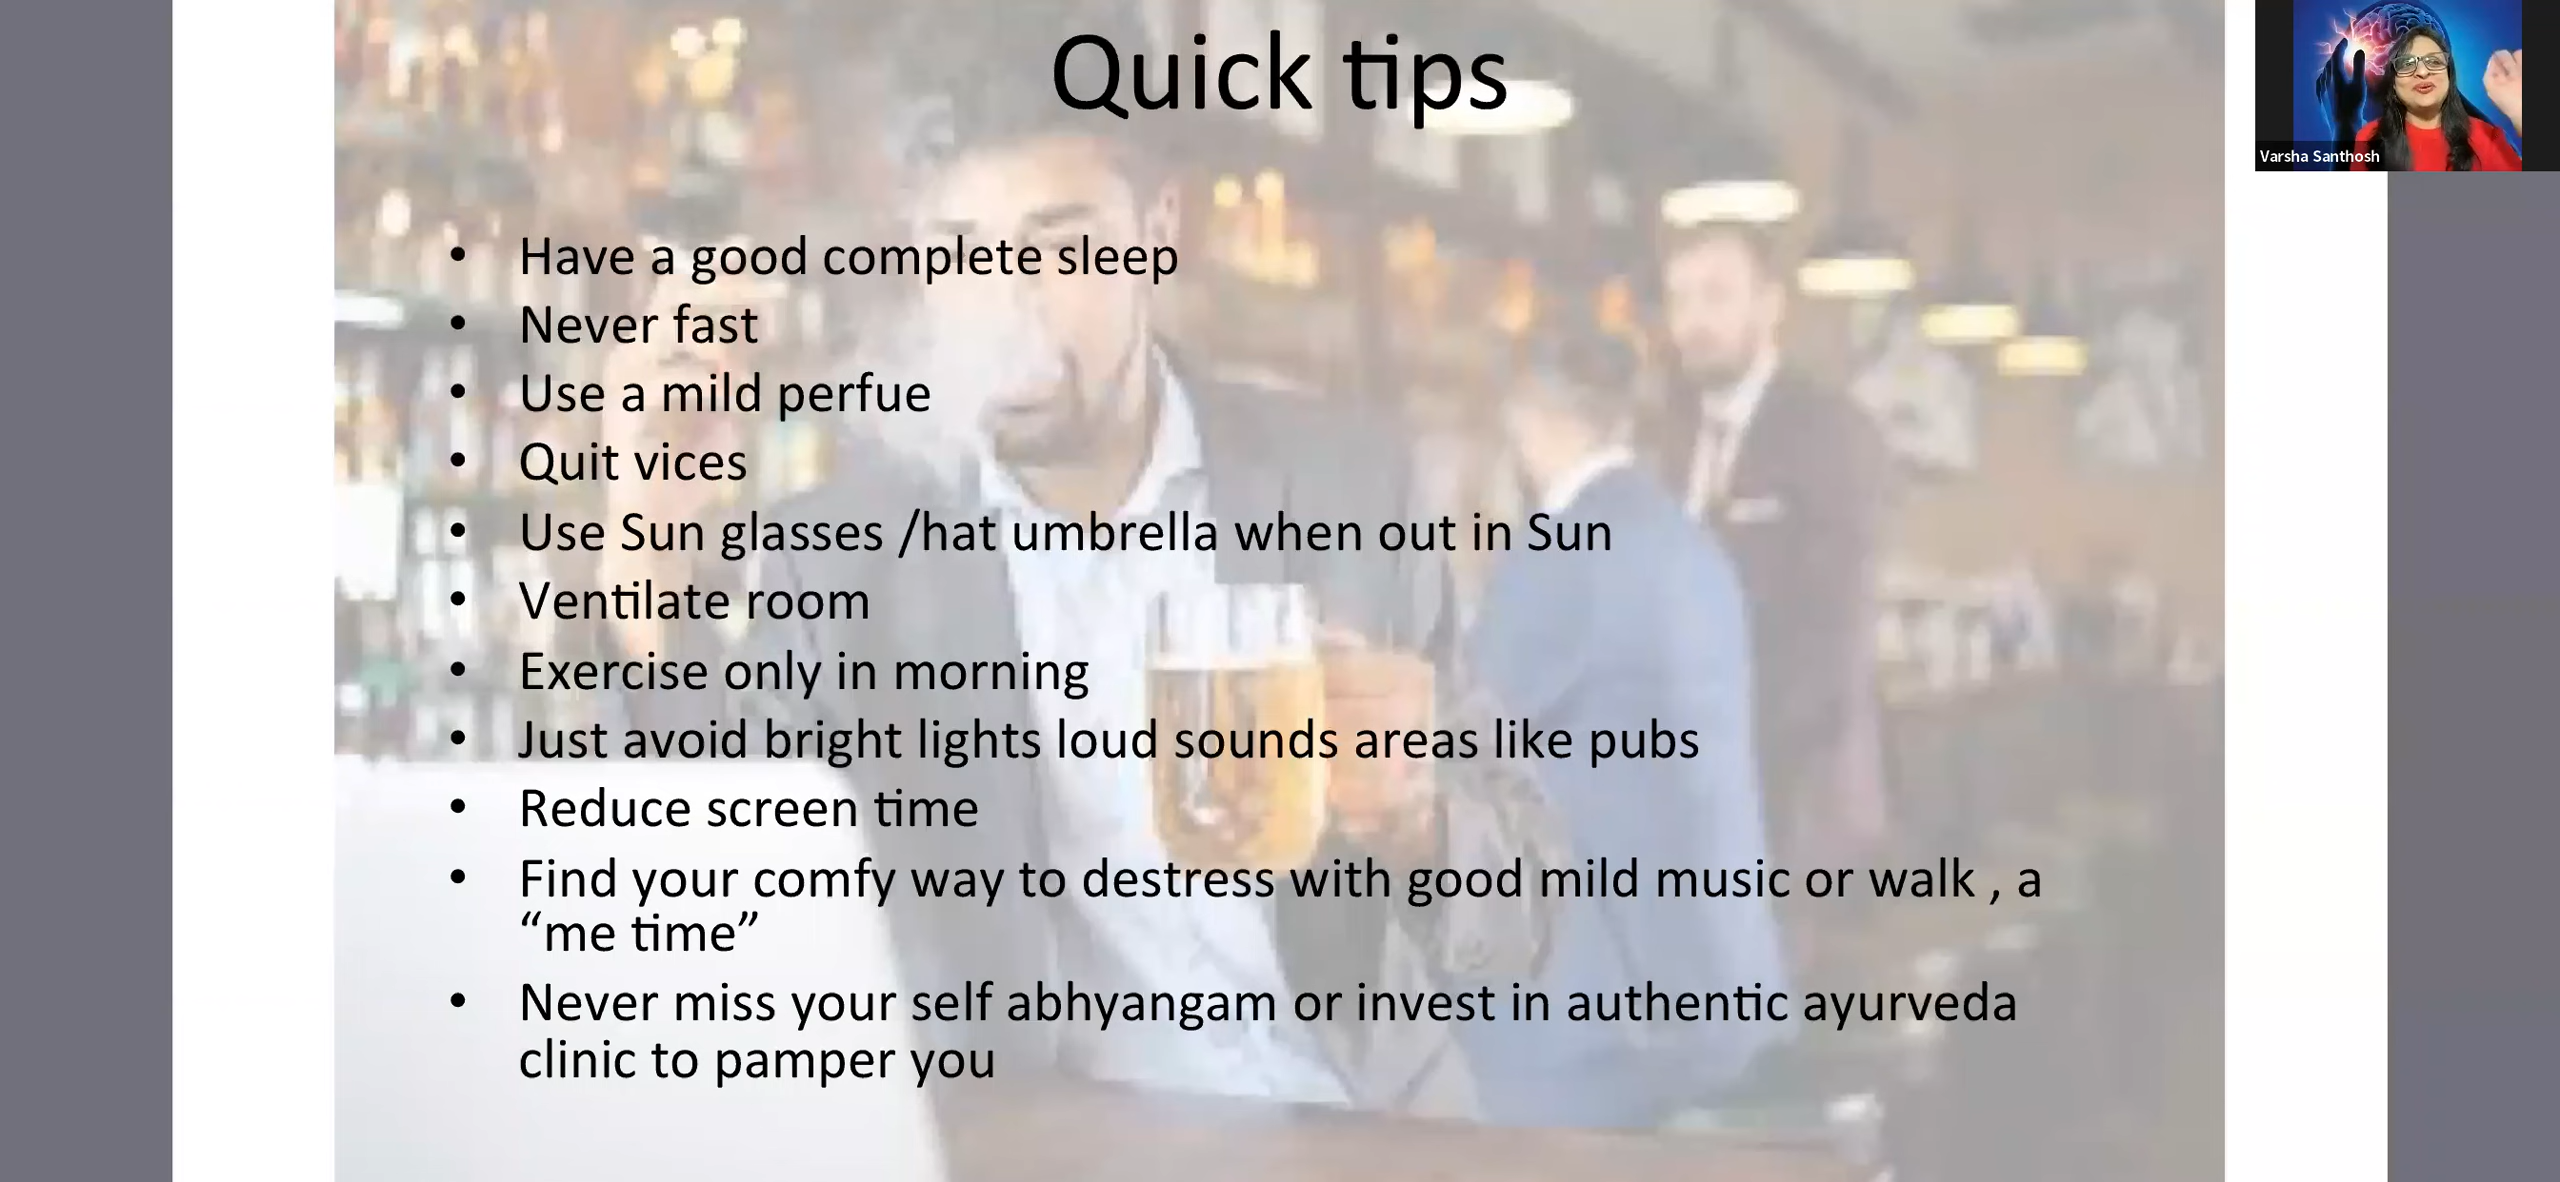 Quick tips
Varsha Santhosh
• Have a good complete sleep
• Never fast
• Use a mild perfue
• Quit vices
• Use Sun glasses /hat umbrella when out in Sun
• Ventilate room
• Exercise only in morning
• Just avoid bright lights loud sounds areas like pubs
• Reduce screen time
• Find your comfy way to destress with good mild music or walk , a
“me time”
• Never miss your self abhyangam or invest in authentic ayurveda
clinic to pamper you